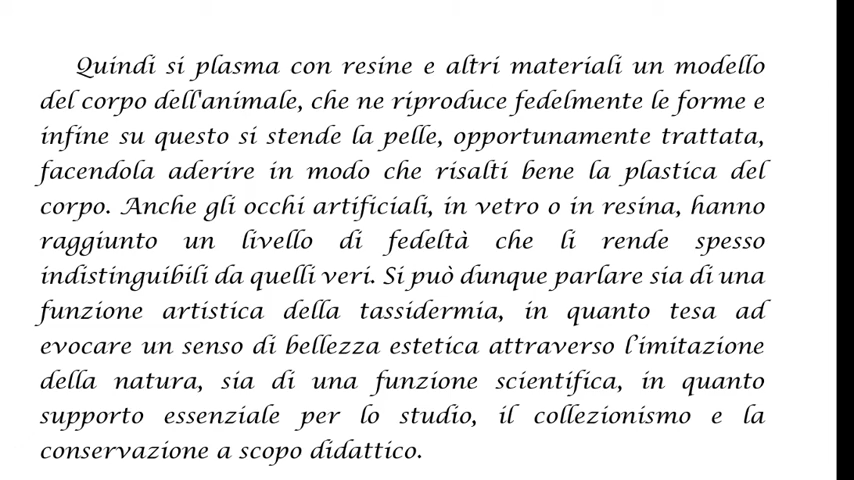 Quindi si plasma con resine e altri materiali un modello
del corpo dell'animale, che ne riproduce fedelmente le forme e
infine su questo si stende la pelle, opportunamente trattata,
facendola aderire in modo che risalti bene la plastica del
corpo. Anche gli occhi artificiali, in vetro o in resina, hanno
raggiunto un livello di fedeltà che li rende spesso
indistinguibili da quelli veri. Si può dunque parlare sia di una
funzione artistica della tassidermia, in quanto tesa ad
evocare un senso di bellezza estetica attraverso l'imitazione
della natura, sia di una funzione scientifica, in quanto
supporto essenziale per lo studio, il collezionismo e la
conservazione a scopo didattico.